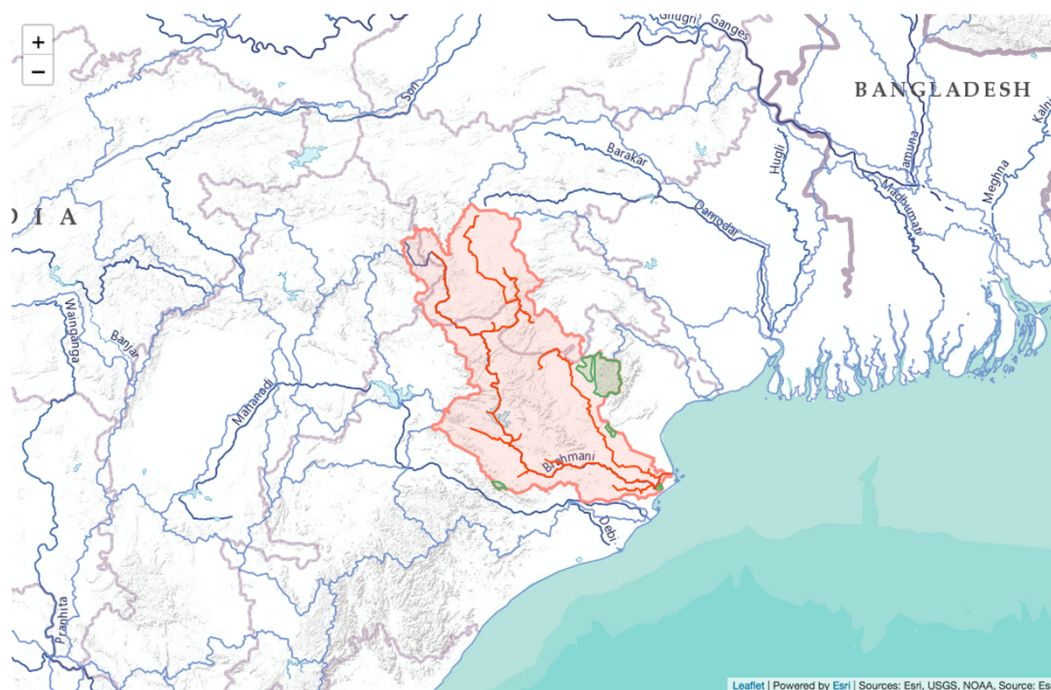 +
−
Ghugri
Ganges
Son
BANGLADESH
Barakar
Hugli
Jamuna
Kalni
Meghna
Madhumati
Damodar
DIA
Wainganga
Banjar
Mahanadi
Brahmani
Debi
Pranhita
Leaflet | Powered by Esri | Sources: Esri, USGS, NOAA, Source: Es